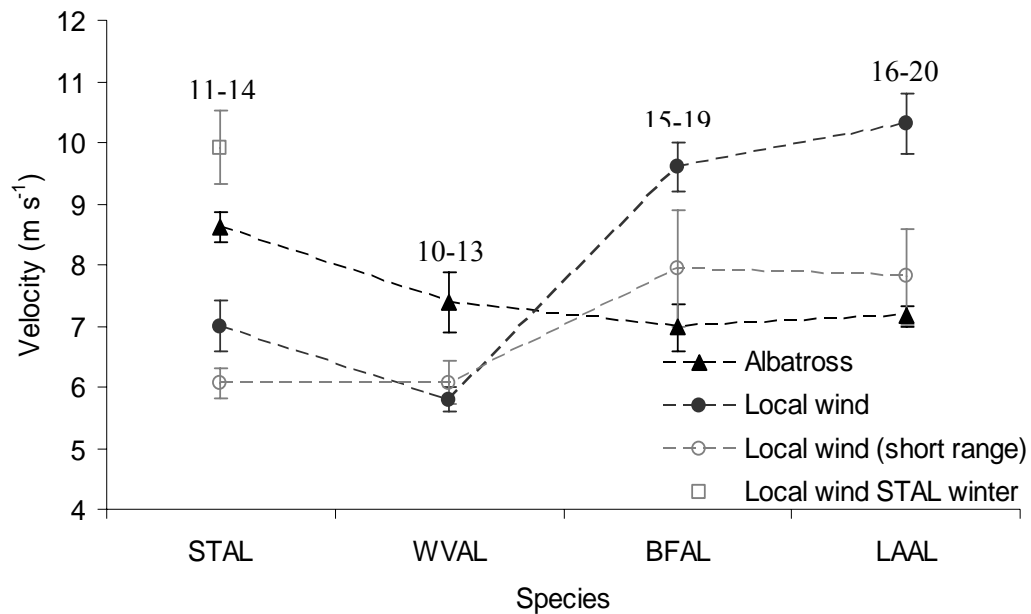 12
11
10
9
8
7
6
5
4
Velocity (m s⁻¹)
11-14
10-13
15-19
16-20
Albatross
Local wind
Local wind (short range)
Local wind STAL winter
STAL WVAL BFAL LAAL
Species